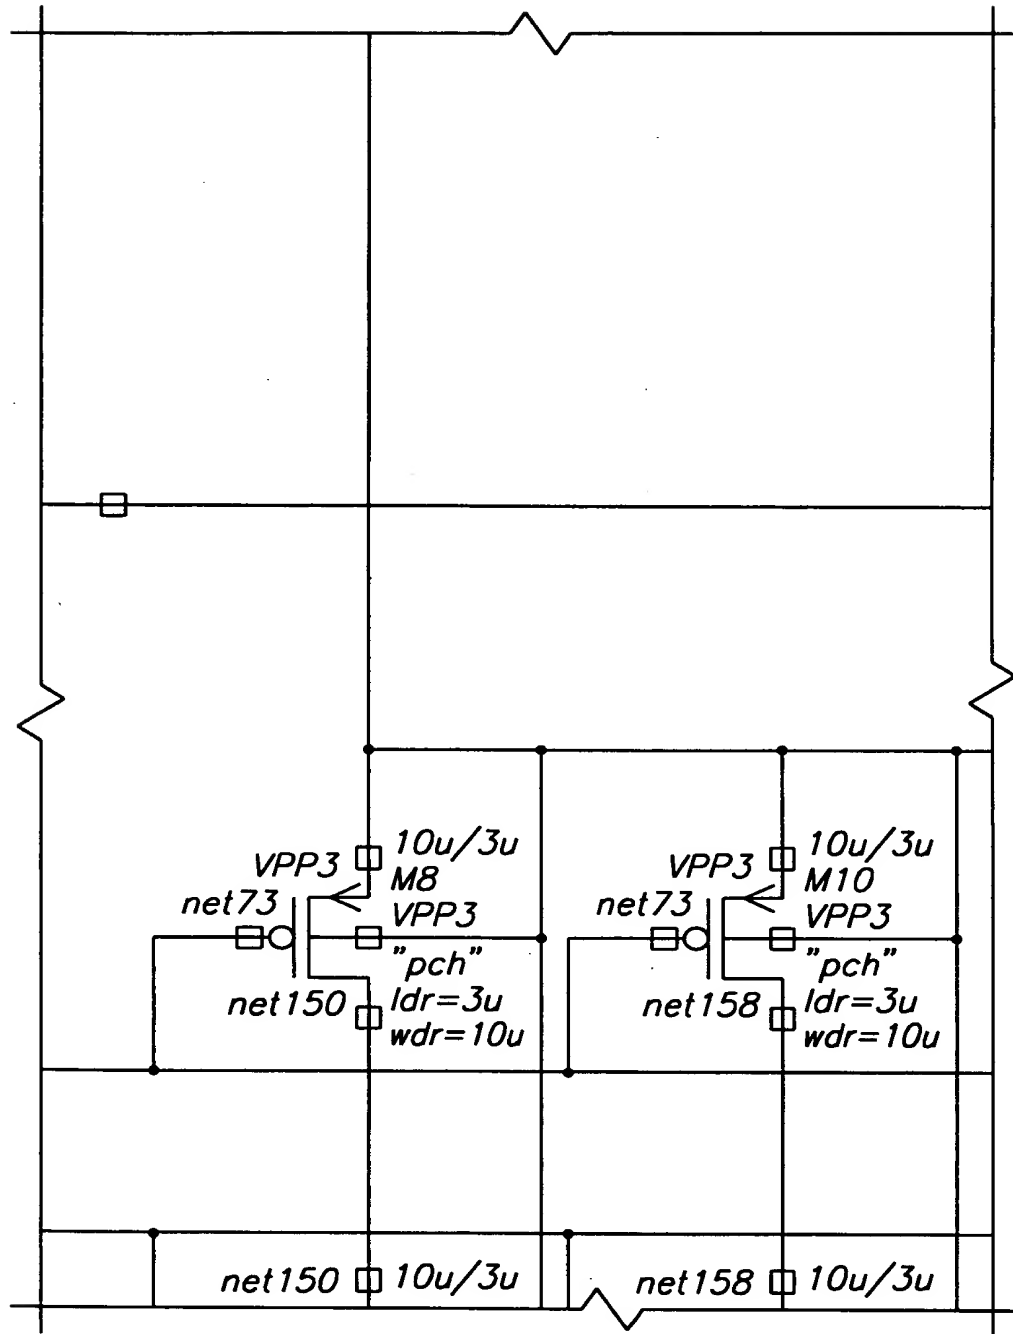 10u/3u
VPP3
M8
net73
VPP3
"pch"
net150
ldr=3u
wdr=10u
10u/3u
VPP3
M10
net73
VPP3
"pch"
net158
ldr=3u
wdr=10u
net150
10u/3u
net158
10u/3u